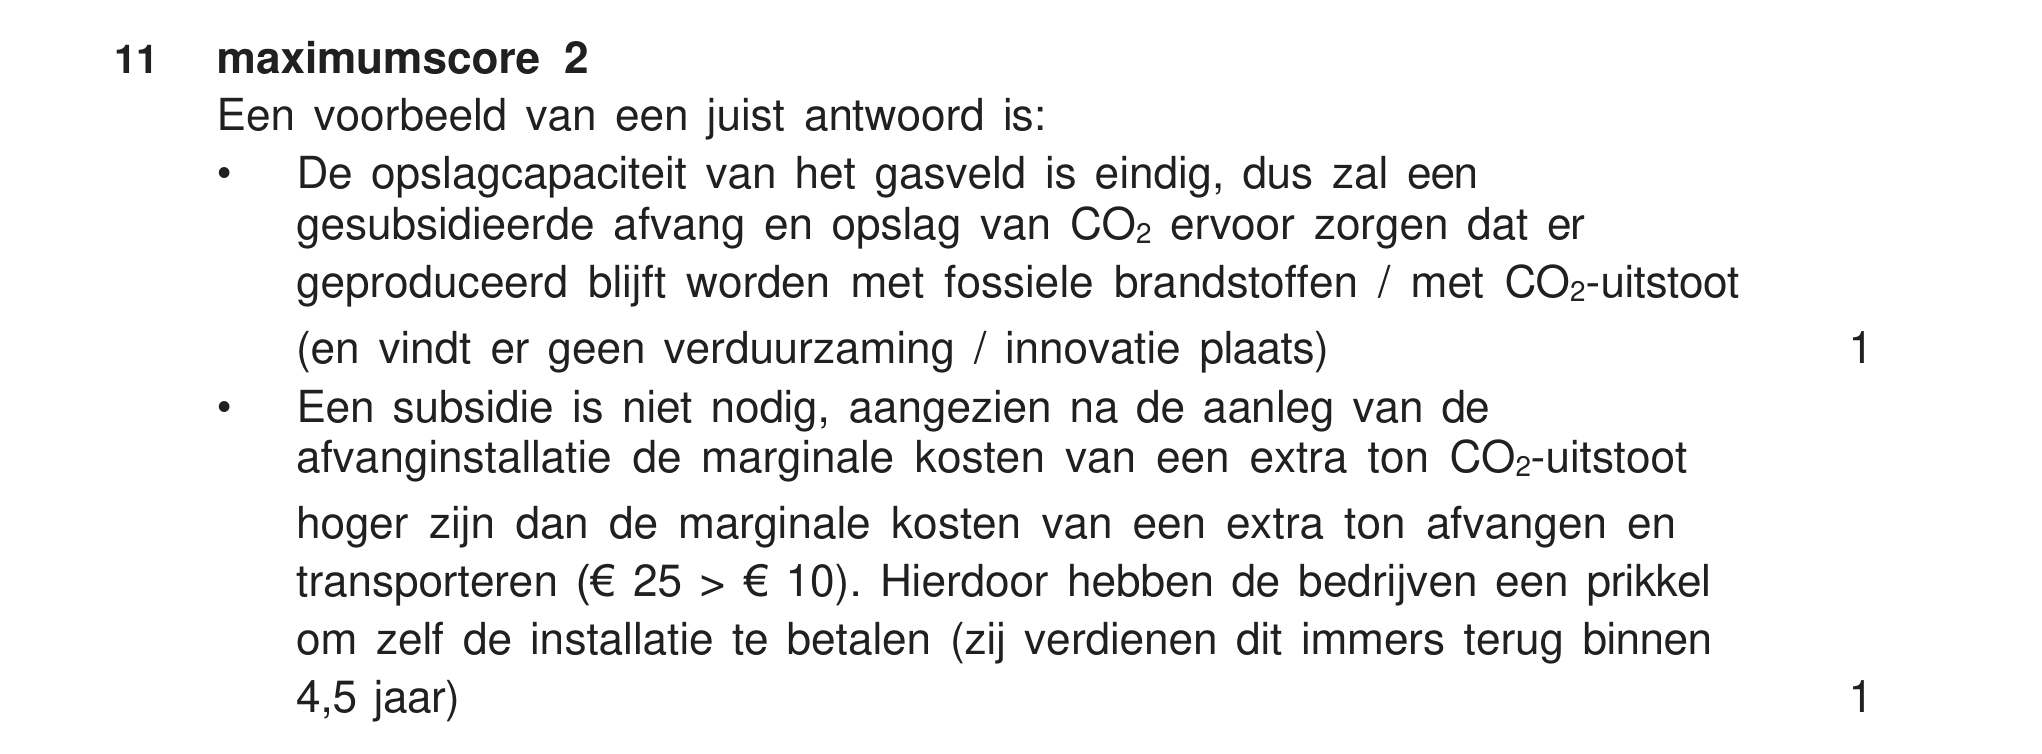 11 maximumscore 2
Een voorbeeld van een juist antwoord is:
• De opslagcapaciteit van het gasveld is eindig, dus zal een
gesubsidieerde afvang en opslag van CO₂ ervoor zorgen dat er
geproduceerd blijft worden met fossiele brandstoffen / met CO₂-uitstoot
(en vindt er geen verduurzaming / innovatie plaats) 1
• Een subsidie is niet nodig, aangezien na de aanleg van de
afvanginstallatie de marginale kosten van een extra ton CO₂-uitstoot
hoger zijn dan de marginale kosten van een extra ton afvangen en
transporteren (€ 25 > € 10). Hierdoor hebben de bedrijven een prikkel
om zelf de installatie te betalen (zij verdienen dit immers terug binnen
4,5 jaar) 1